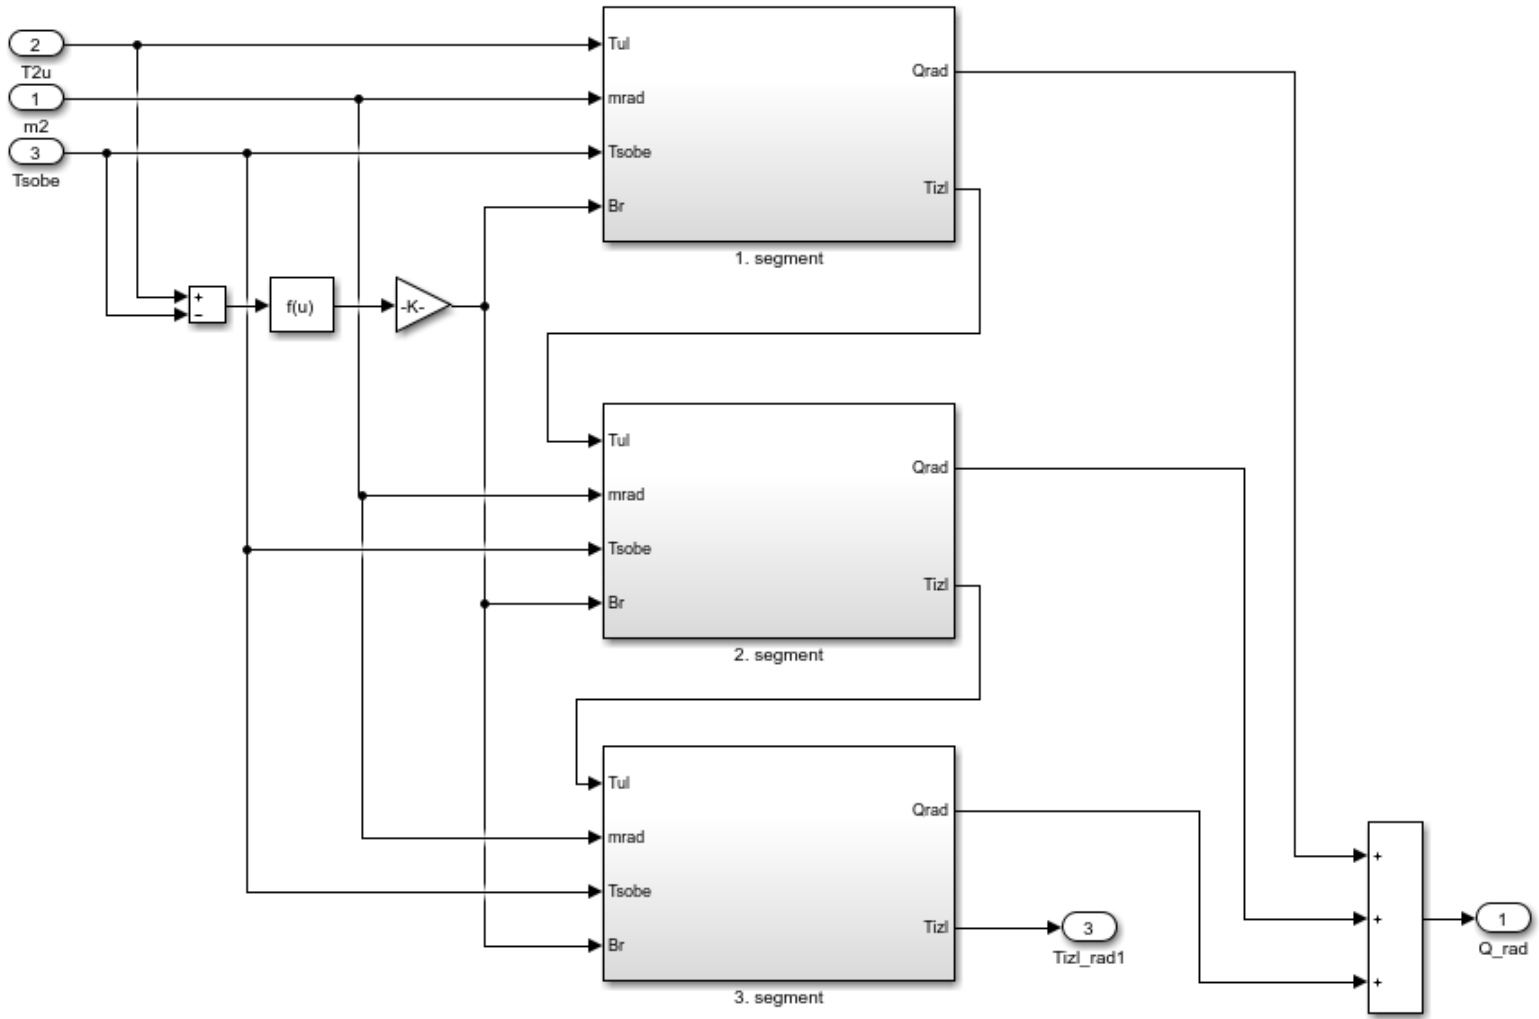 2
T2u
1
m2
3
Tsobe
Tul
mrad
Tsobe
Br
Qrad
Tizl
1. segment
+
−
f(u)
-K-
Tul
mrad
Tsobe
Br
Qrad
Tizl
2. segment
Tul
mrad
Tsobe
Br
Qrad
Tizl
3. segment
3
Tizl_rad1
+
+
+
1
Q_rad